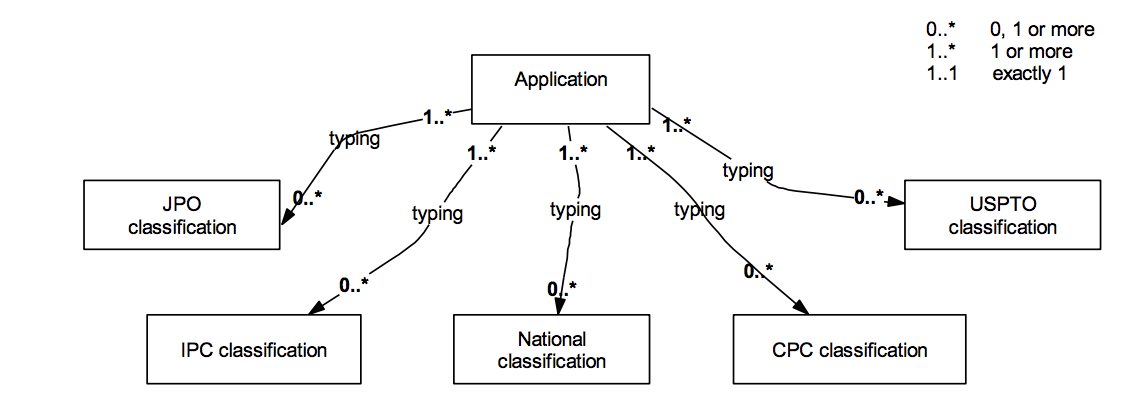 0..* 0, 1 or more
1..* 1 or more
1..1 exactly 1
Application
1..*
1..*
1..*
1..*
1..*
typing
typing
typing
typing
typing
0..*
0..*
0..*
0..*
0..*
JPO
classification
USPTO
classification
IPC classification
National
classification
CPC classification